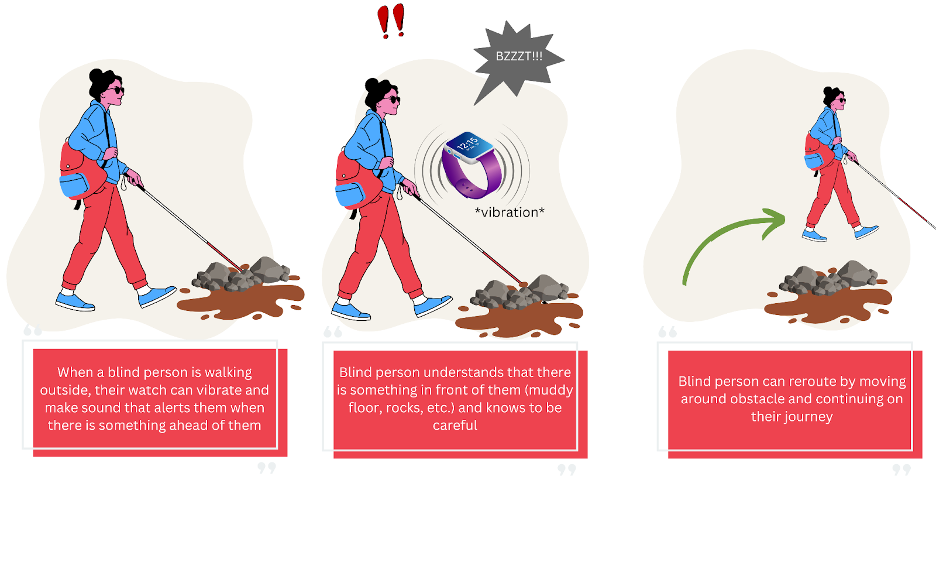 BZZZT!!!
12:15
*vibration*
When a blind person is walking
outside, their watch can vibrate and
make sound that alerts them when
there is something ahead of them
Blind person understands that there
is something in front of them (muddy
floor, rocks, etc.) and knows to be
careful
Blind person can reroute by moving
around obstacle and continuing on
their journey